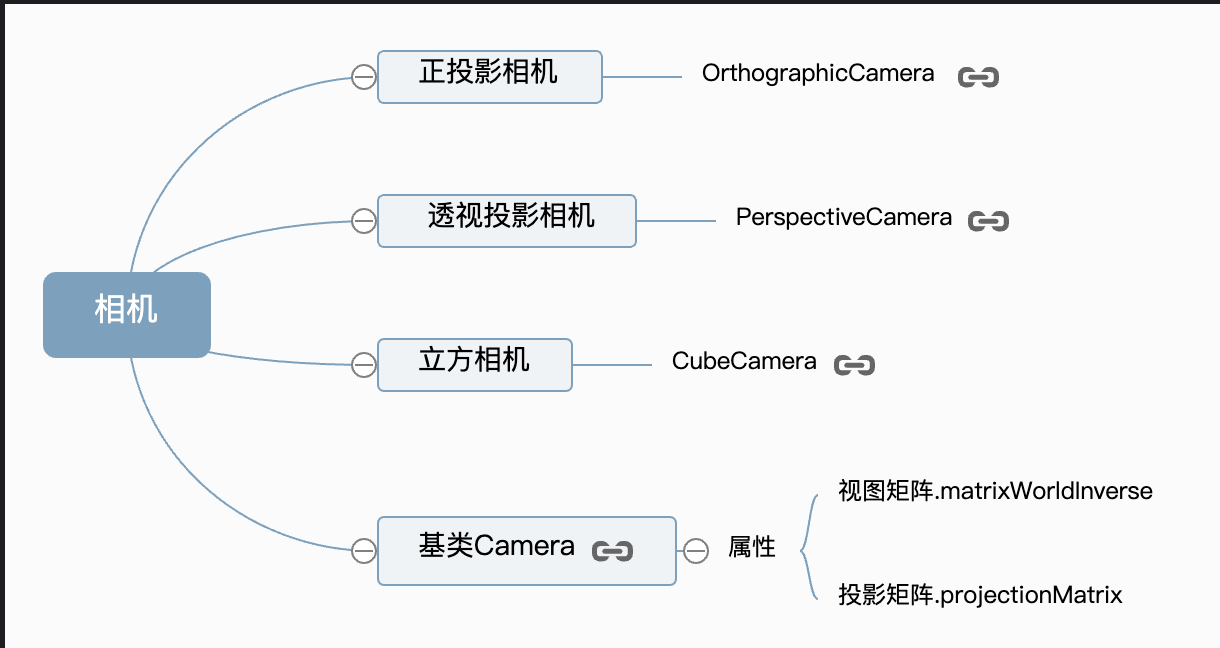 正投影相机
OrthographicCamera
透视投影相机
PerspectiveCamera
相机
立方相机
CubeCamera
基类Camera
属性
视图矩阵.matrixWorldInverse
投影矩阵.projectionMatrix